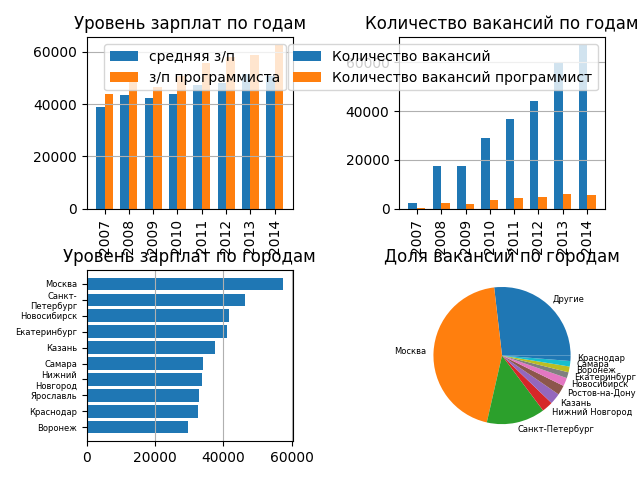 Уровень зарплат по годам
60000
40000
20000
0
средняя з/п
з/п программиста
2007
2008
2009
2010
2011
2012
2013
2014
Количество вакансий по годам
60000
40000
20000
0
Количество вакансий
Количество вакансий программист
2007
2008
2009
2010
2011
2012
2013
2014
Уровень зарплат по городам
Москва
Санкт-
Петербург
Новосибирск
Екатеринбург
Казань
Самара
Нижний
Новгород
Ярославль
Краснодар
Воронеж
0
20000
40000
60000
Доля вакансий по городам
Другие
Москва
Санкт-Петербург
Нижний Новгород
Казань
Ростов-на-Дону
Новосибирск
Екатеринбург
Воронеж
Самара
Краснодар